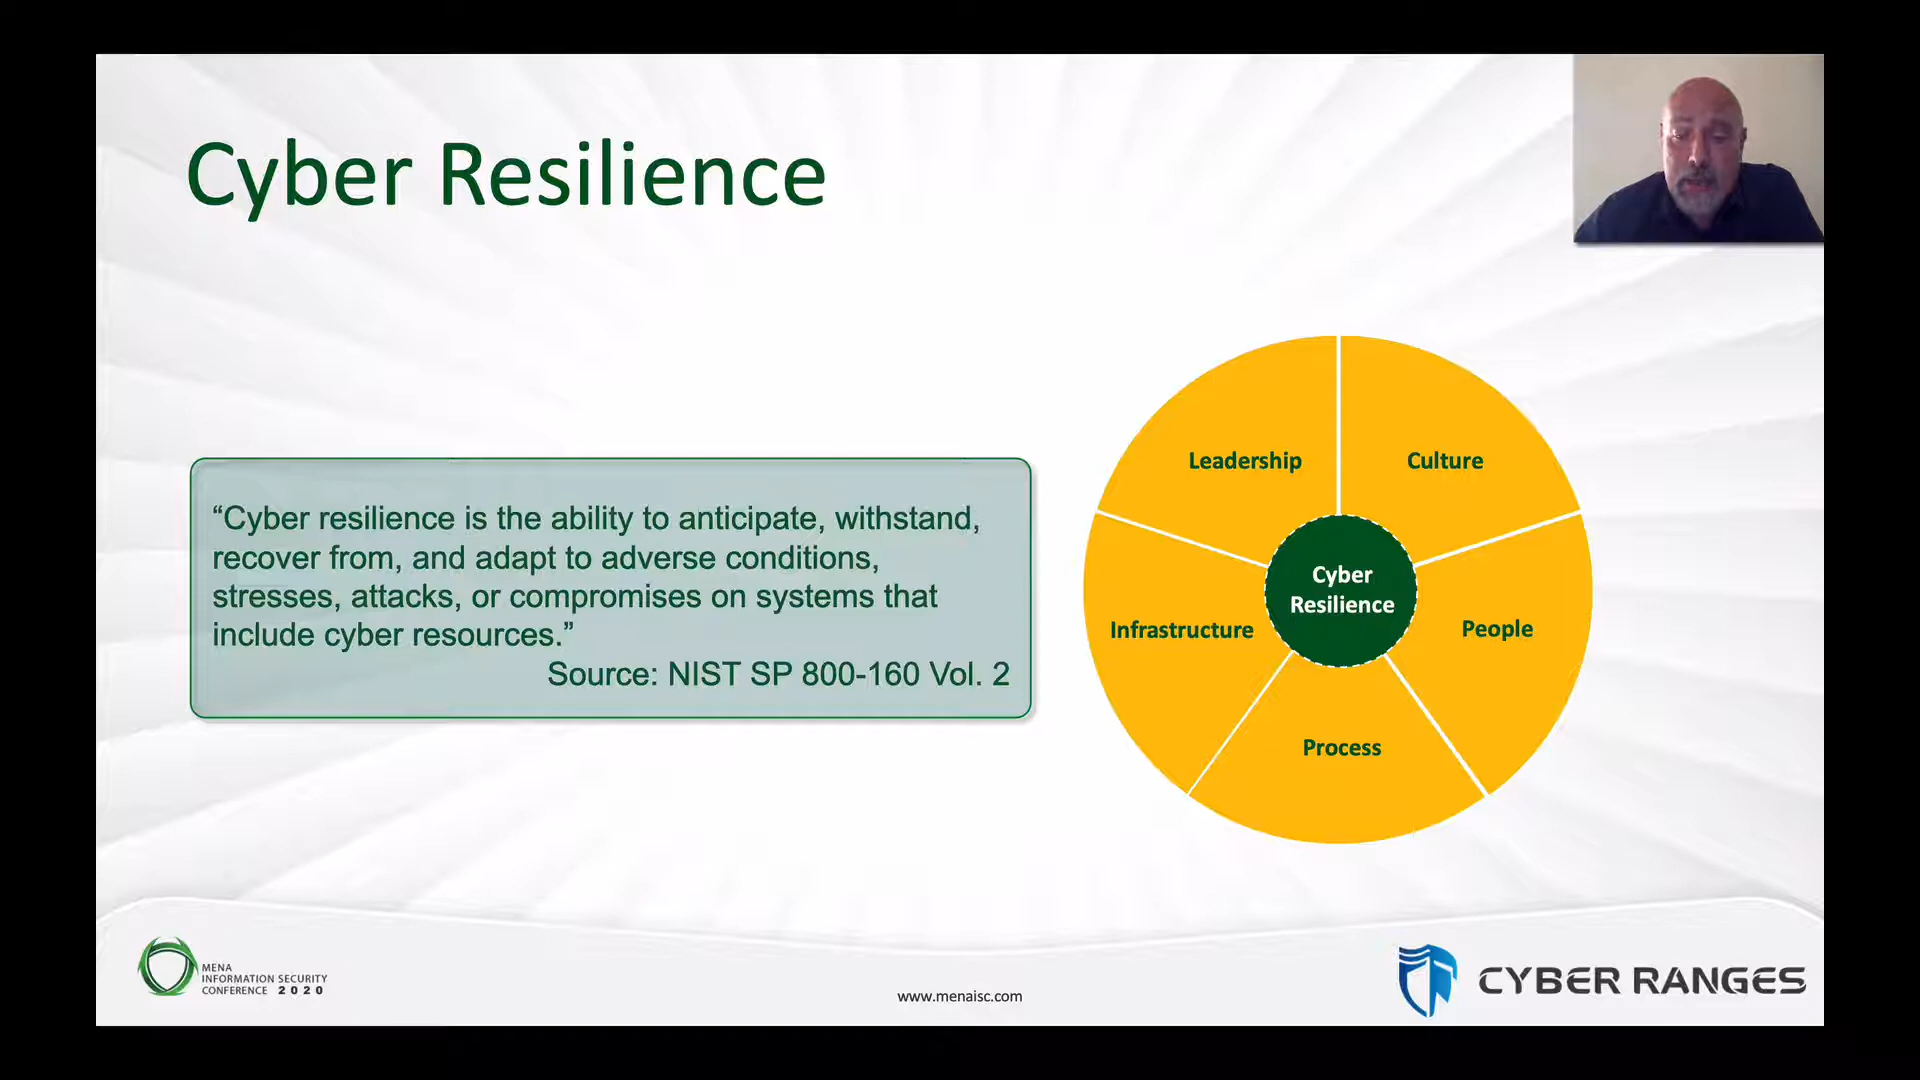 Cyber Resilience
“Cyber resilience is the ability to anticipate, withstand,
recover from, and adapt to adverse conditions,
stresses, attacks, or compromises on systems that
include cyber resources.”
Source: NIST SP 800-160 Vol. 2
Leadership
Culture
Cyber
Resilience
Infrastructure
People
Process
MENA
INFORMATION SECURITY
CONFERENCE 2020
www.menaisc.com
CYBER RANGES